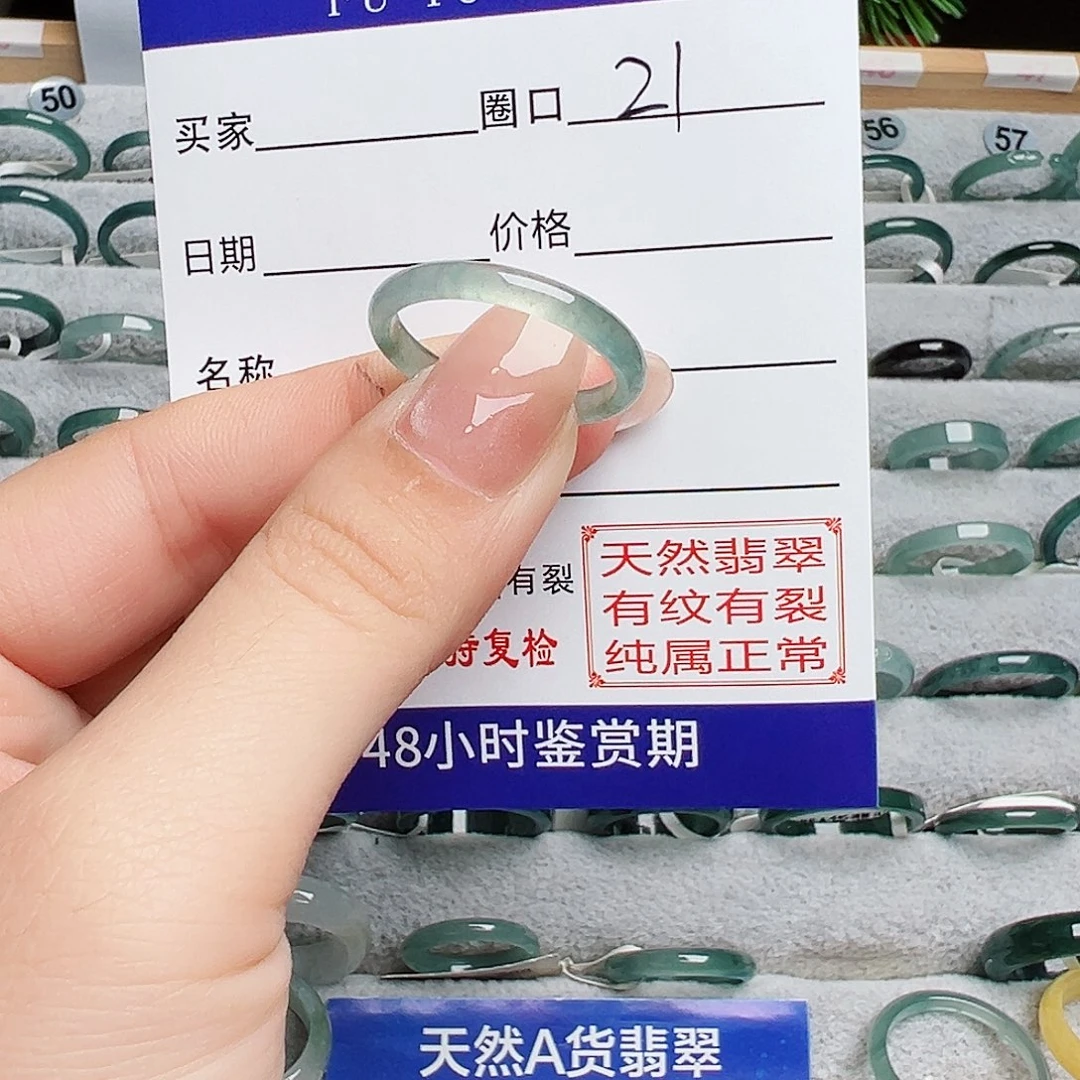 50
买家 圈口 21
56
57
日期 价格
名称
有裂
复检
天然翡翠
有纹有裂
纯属正常
48小时鉴赏期
天然A货翡翠